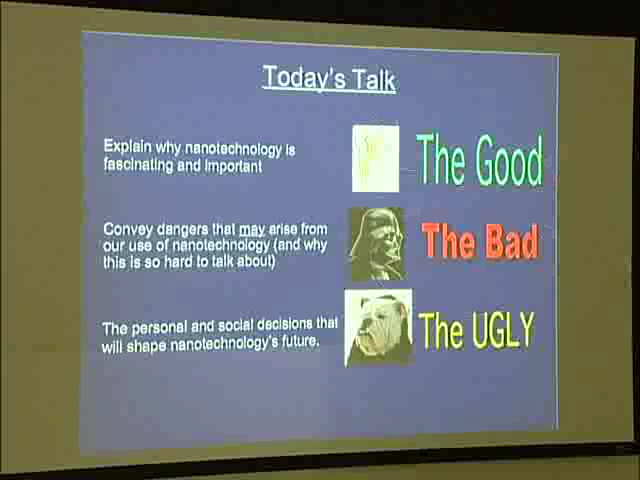 Today's Talk
Explain why nanotechnology is
fascinating and important
The Good
Convey dangers that may arise from
our use of nanotechnology (and why
this is so hard to talk about)
The Bad
The personal and social decisions that
will shape nanotechnology's future.
The UGLY